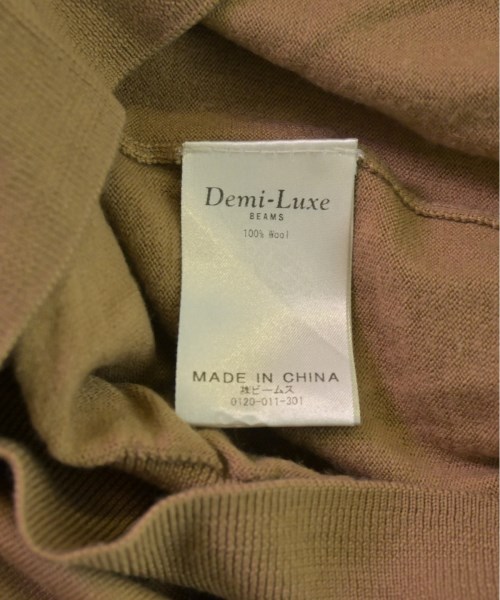 Demi-Luxe
BEAMS
100% Wool
MADE IN CHINA
㈱ビームス
0120-011-301